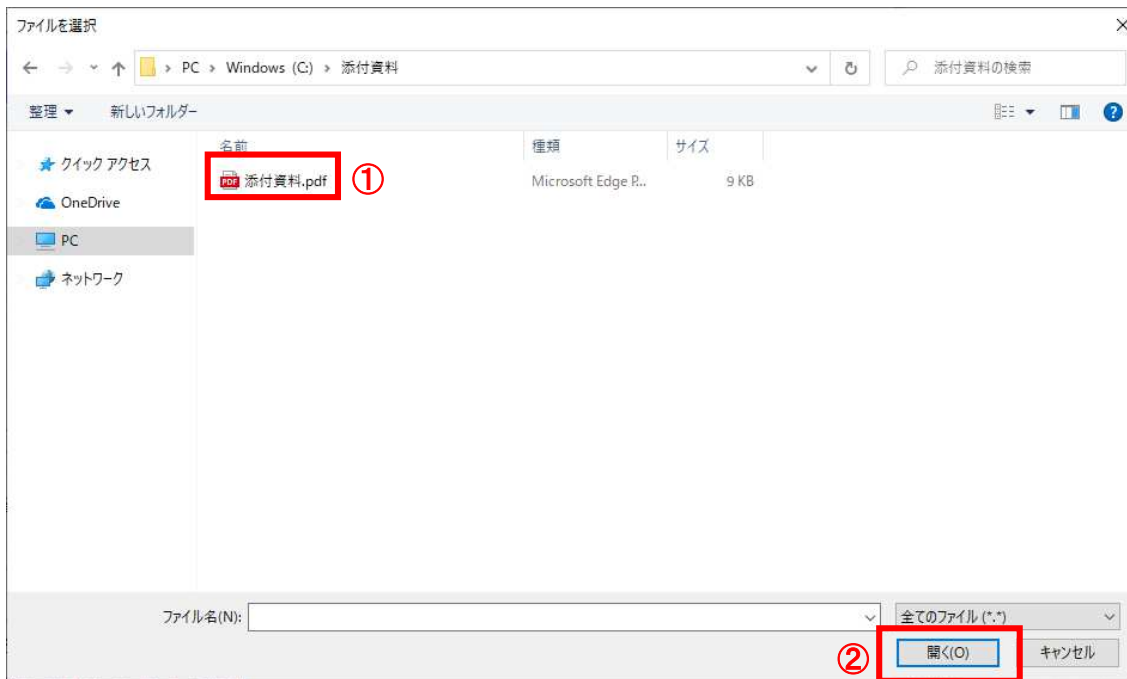 ファイルを選択
PC › Windows (C:) › 添付資料
添付資料の検索
整理 新しいフォルダー
名前 種類 サイズ
クイック アクセス
添付資料.pdf ① Microsoft Edge P... 9 KB
OneDrive
PC
ネットワーク
ファイル名(N): 全てのファイル (*.*)
② 開く(O) キャンセル